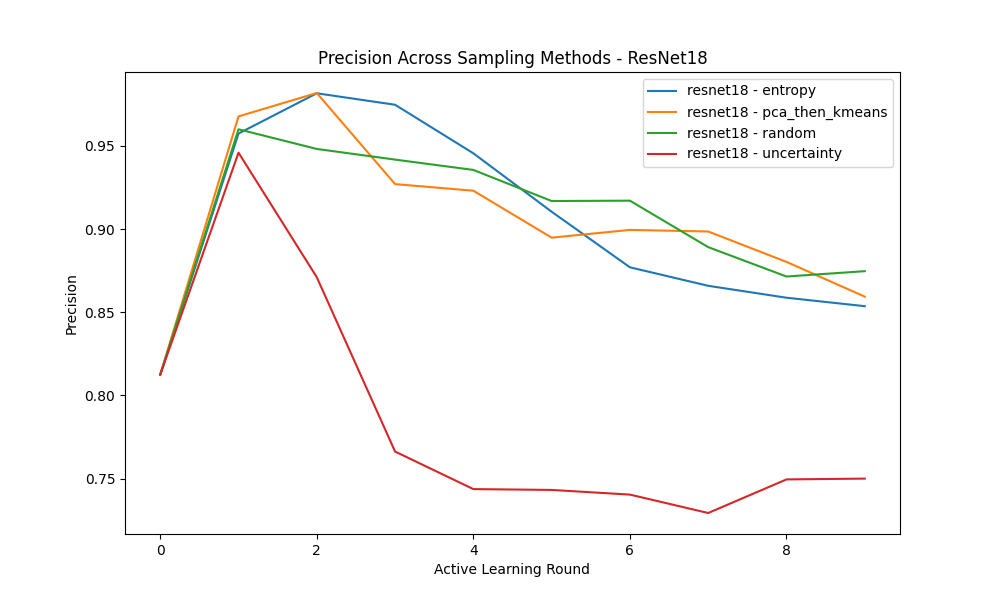 Precision Across Sampling Methods - ResNet18
resnet18 - entropy
resnet18 - pca_then_kmeans
resnet18 - random
resnet18 - uncertainty
0.95
0.90
0.85
0.80
0.75
Precision
0 2 4 6 8
Active Learning Round